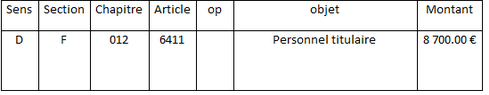 Sens Section Chapitre Article op objet Montant
D F 012 6411 Personnel titulaire 8 700.00 €